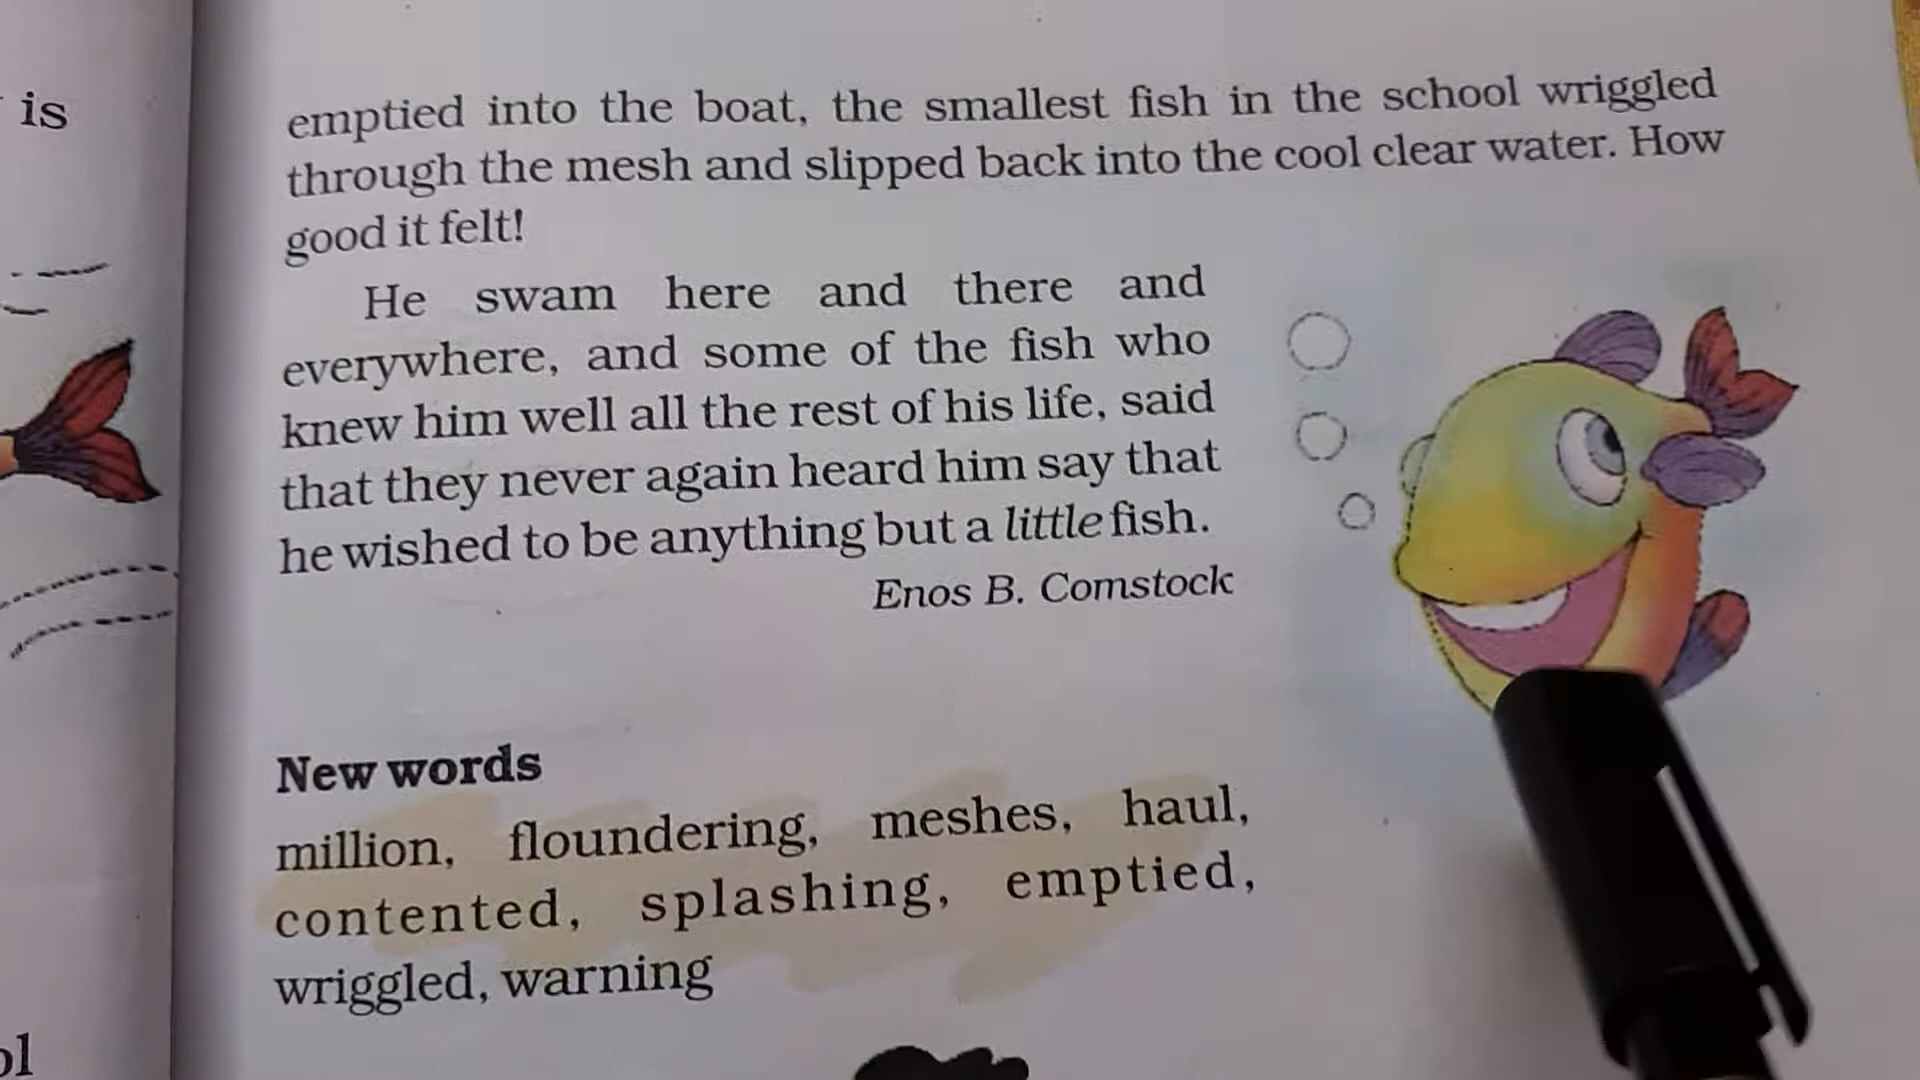 is
emptied into the boat, the smallest fish in the school wriggled
through the mesh and slipped back into the cool clear water. How
good it felt!
He swam here and there and
everywhere, and some of the fish who
knew him well all the rest of his life, said
that they never again heard him say that
he wished to be anything but a little fish.
Enos B. Comstock
New words
million, floundering, meshes, haul,
contented, splashing, emptied,
wriggled, warning